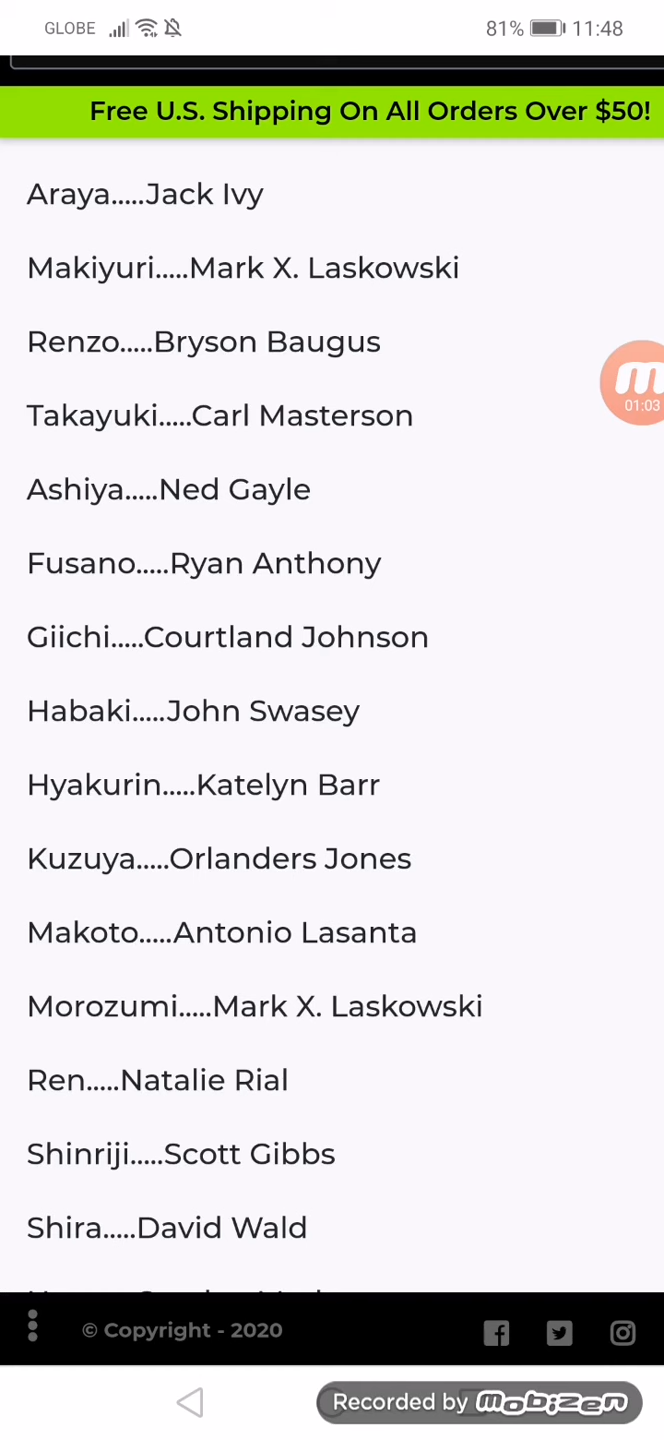 GLOBE 81% 11:48
Free U.S. Shipping On All Orders Over $50!
Araya.....Jack Ivy
Makiyuri.....Mark X. Laskowski
Renzo.....Bryson Baugus
01:03
Takayuki.....Carl Masterson
Ashiya.....Ned Gayle
Fusano.....Ryan Anthony
Giichi.....Courtland Johnson
Habaki.....John Swasey
Hyakurin.....Katelyn Barr
Kuzuya.....Orlanders Jones
Makoto.....Antonio Lasanta
Morozumi.....Mark X. Laskowski
Ren.....Natalie Rial
Shinriji.....Scott Gibbs
Shira.....David Wald
© Copyright - 2020
Recorded by mobizen